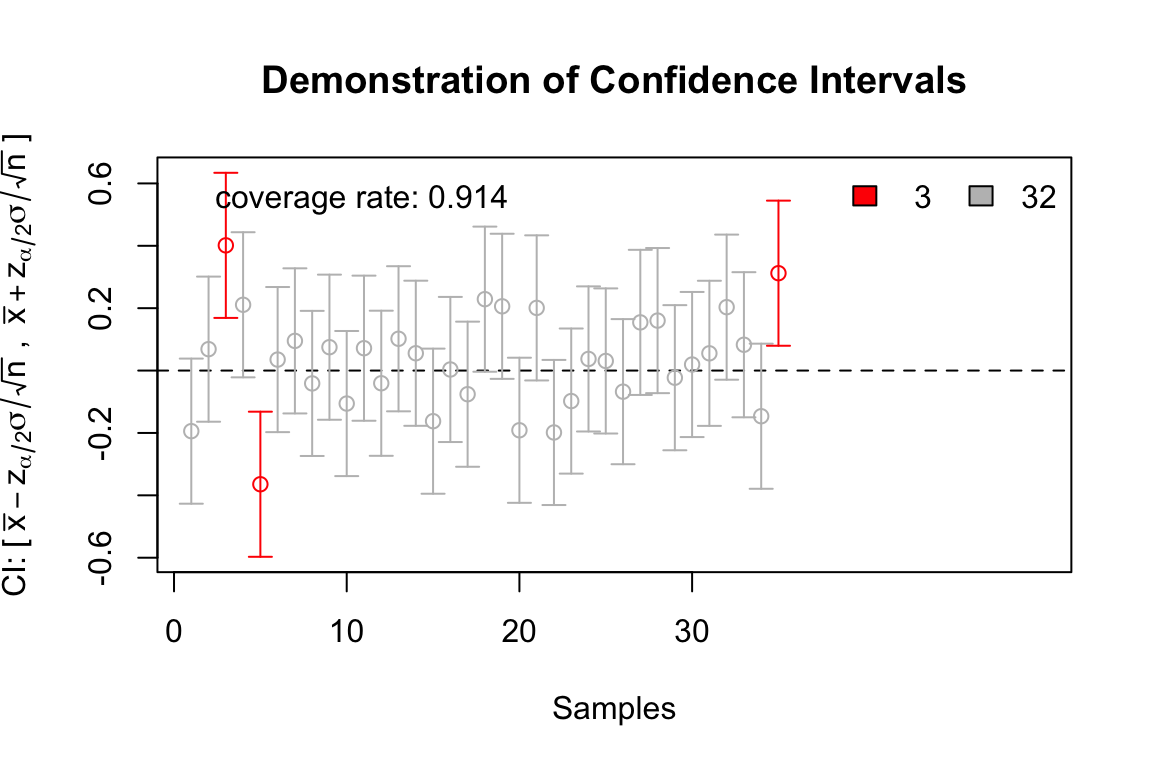 Demonstration of Confidence Intervals
CI: [ x̅ − zα/2σ/√n , x̅ + zα/2σ/√n ]
coverage rate: 0.914
3
32
0.6
0.2
-0.2
-0.6
0
10
20
30
Samples